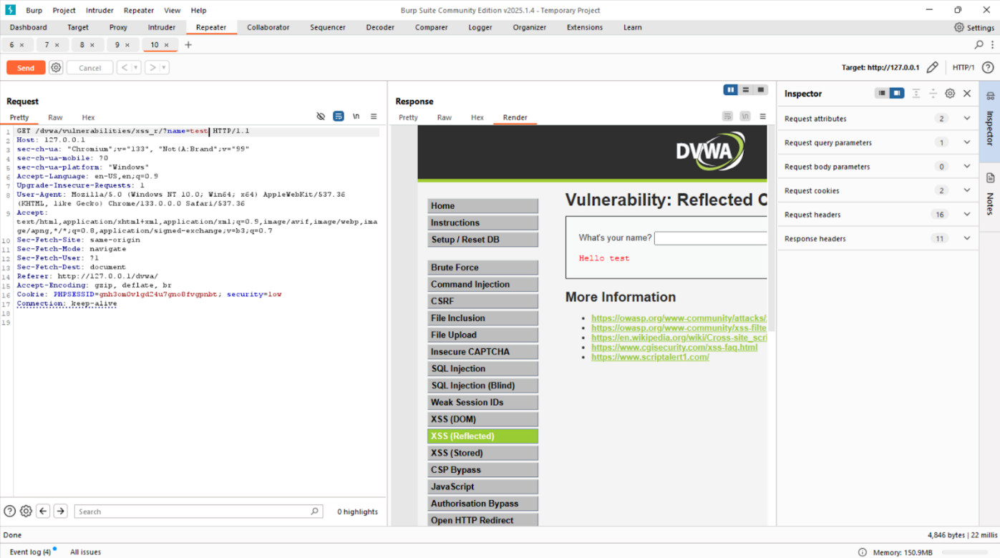 Burp Project Intruder Repeater View Help
Burp Suite Community Edition v2025.1.4 - Temporary Project
Dashboard Target Proxy Intruder Repeater Collaborator Sequencer Decoder Comparer Logger Organizer Extensions Learn
Settings
6 × 7 × 8 × 9 × 10 × +
Send Cancel < >
Target: http://127.0.0.1
HTTP/1
Request
Pretty Raw Hex
\n
1 GET /dvwa/vulnerabilities/xss_r/?name=test HTTP/1.1
2 Host: 127.0.0.1
3 sec-ch-ua: "Chromium";v="133", "Not(A:Brand";v="99"
4 sec-ch-ua-mobile: ?0
5 sec-ch-ua-platform: "Windows"
6 Accept-Language: en-US,en;q=0.9
7 Upgrade-Insecure-Requests: 1
8 User-Agent: Mozilla/5.0 (Windows NT 10.0; Win64; x64) AppleWebKit/537.36
(KHTML, like Gecko) Chrome/133.0.0.0 Safari/537.36
9 Accept:
text/html,application/xhtml+xml,application/xml;q=0.9,image/avif,image/webp,ima
ge/apng,*/*;q=0.8,application/signed-exchange;v=b3;q=0.7
10 Sec-Fetch-Site: same-origin
11 Sec-Fetch-Mode: navigate
12 Sec-Fetch-User: ?1
13 Sec-Fetch-Dest: document
14 Referer: http://127.0.0.1/dvwa/
15 Accept-Encoding: gzip, deflate, br
16 Cookie: PHPSESSID=gnh3om0vlgd24u7gno8fvgpnbt; security=low
17 Connection: keep-alive
18
19
Search
0 highlights
Response
Pretty Raw Hex Render
\n
DVWA
Home
Instructions
Setup / Reset DB
Brute Force
Command Injection
CSRF
File Inclusion
File Upload
Insecure CAPTCHA
SQL Injection
SQL Injection (Blind)
Weak Session IDs
XSS (DOM)
XSS (Reflected)
XSS (Stored)
CSP Bypass
JavaScript
Authorisation Bypass
Open HTTP Redirect
Vulnerability: Reflected C
What's your name?
Hello test
More Information
https://owasp.org/www-community/attacks/
https://owasp.org/www-community/xss-filte
https://en.wikipedia.org/wiki/Cross-site_scri
https://www.cgisecurity.com/xss-faq.html
https://www.scriptalert1.com/
Inspector
Request attributes 2
Request query parameters 1
Request body parameters 0
Request cookies 2
Request headers 16
Response headers 11
Inspector
Notes
Done
4,846 bytes | 22 millis
Event log (4) All issues
Memory: 150.9MB